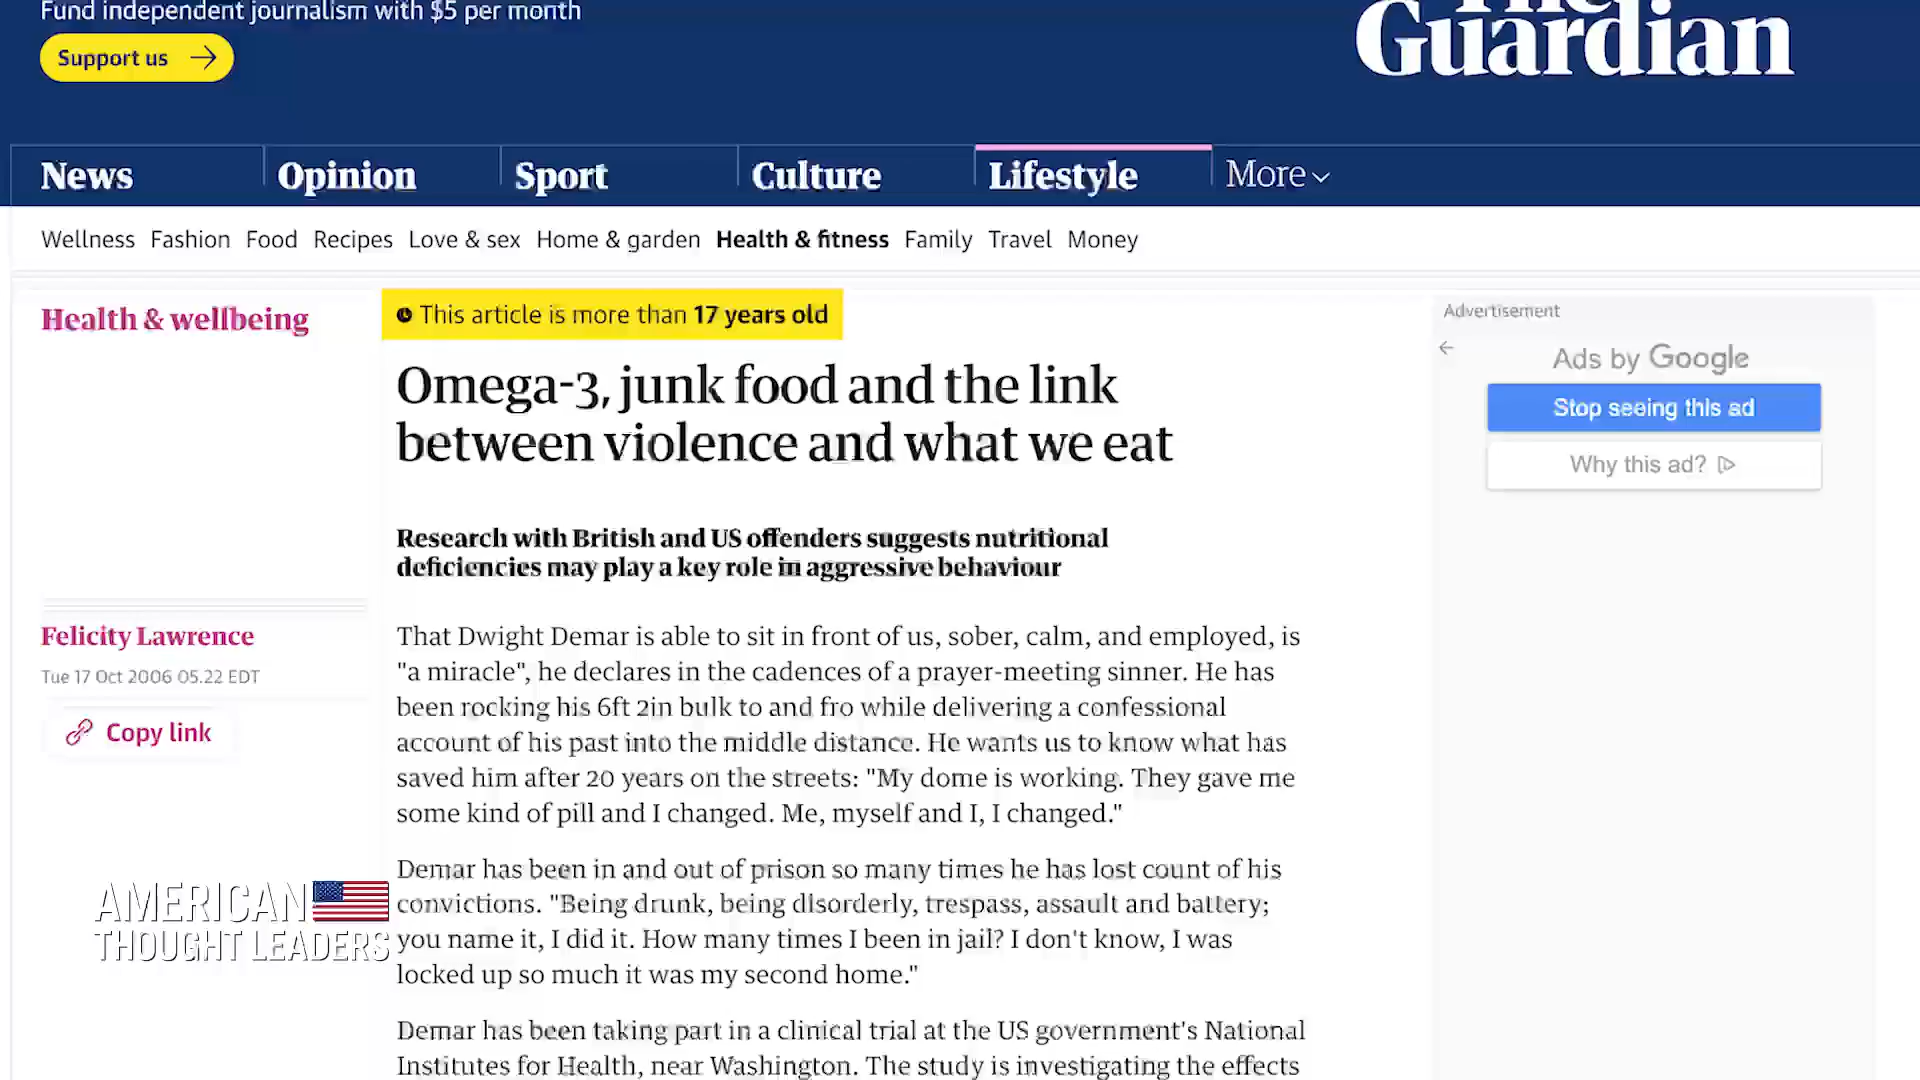 Fund independent journalism with $5 per month
Support us
The
Guardian
News Opinion Sport Culture Lifestyle More
Wellness Fashion Food Recipes Love & sex Home & garden Health & fitness Family Travel Money
Health & wellbeing
This article is more than 17 years old
Omega-3, junk food and the link
between violence and what we eat
Research with British and US offenders suggests nutritional
deficiencies may play a key role in aggressive behaviour
Felicity Lawrence
Tue 17 Oct 2006 05.22 EDT
Copy link
That Dwight Demar is able to sit in front of us, sober, calm, and employed, is
"a miracle", he declares in the cadences of a prayer-meeting sinner. He has
been rocking his 6ft 2in bulk to and fro while delivering a confessional
account of his past into the middle distance. He wants us to know what has
saved him after 20 years on the streets: "My dome is working. They gave me
some kind of pill and I changed. Me, myself and I, I changed."
Demar has been in and out of prison so many times he has lost count of his
convictions. "Being drunk, being disorderly, trespass, assault and battery;
you name it, I did it. How many times I been in jail? I don't know, I was
locked up so much it was my second home."
Demar has been taking part in a clinical trial at the US government's National
Institutes for Health, near Washington. The study is investigating the effects
Advertisement
Ads by Google
Stop seeing this ad
Why this ad?
AMERICAN
THOUGHT LEADERS